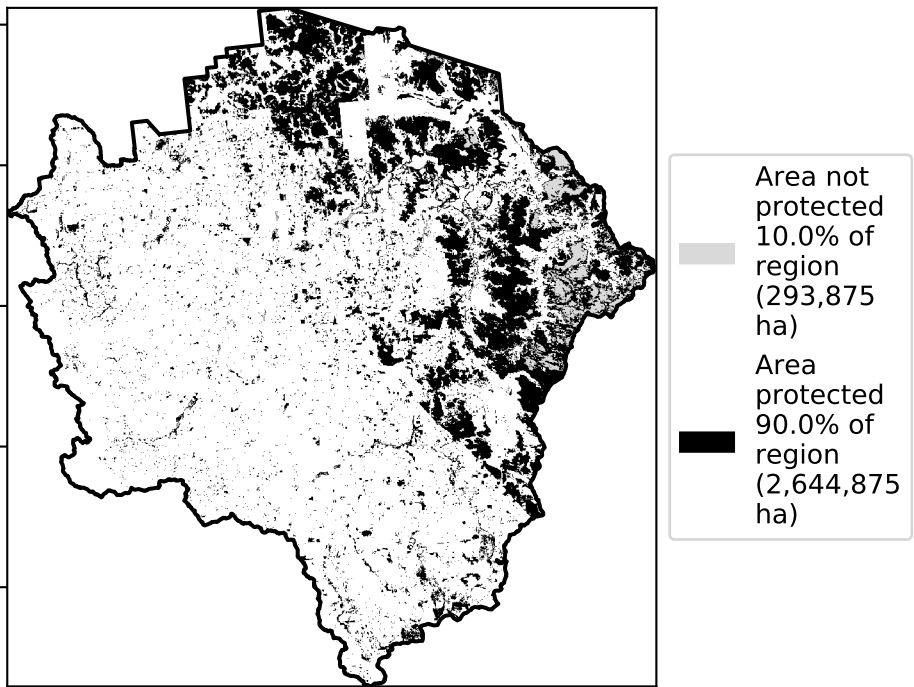 Area not
protected
10.0% of
region
(293,875
ha)
Area
protected
90.0% of
region
(2,644,875
ha)